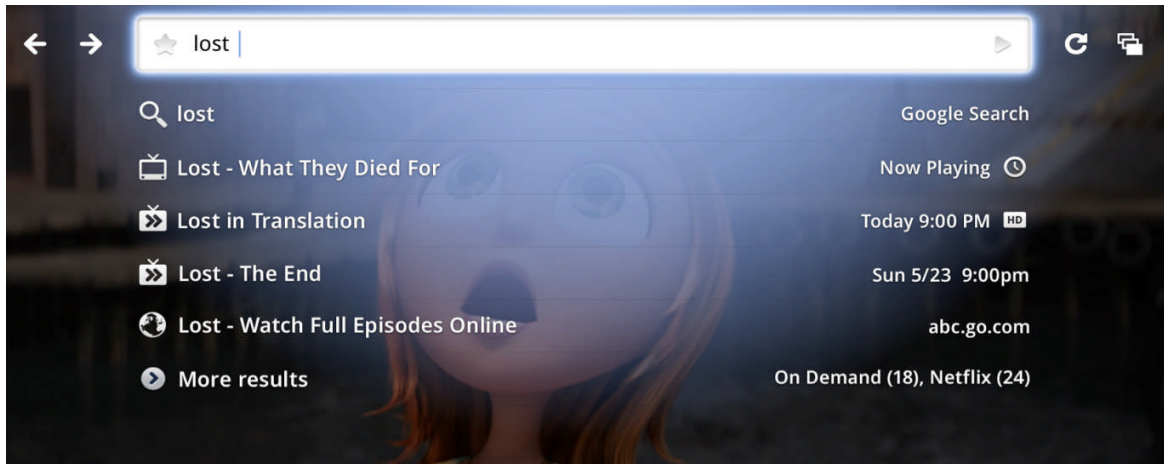 lost
lost Google Search
Lost - What They Died For Now Playing
Lost in Translation Today 9:00 PM HD
Lost - The End Sun 5/23 9:00pm
Lost - Watch Full Episodes Online abc.go.com
More results On Demand (18), Netflix (24)